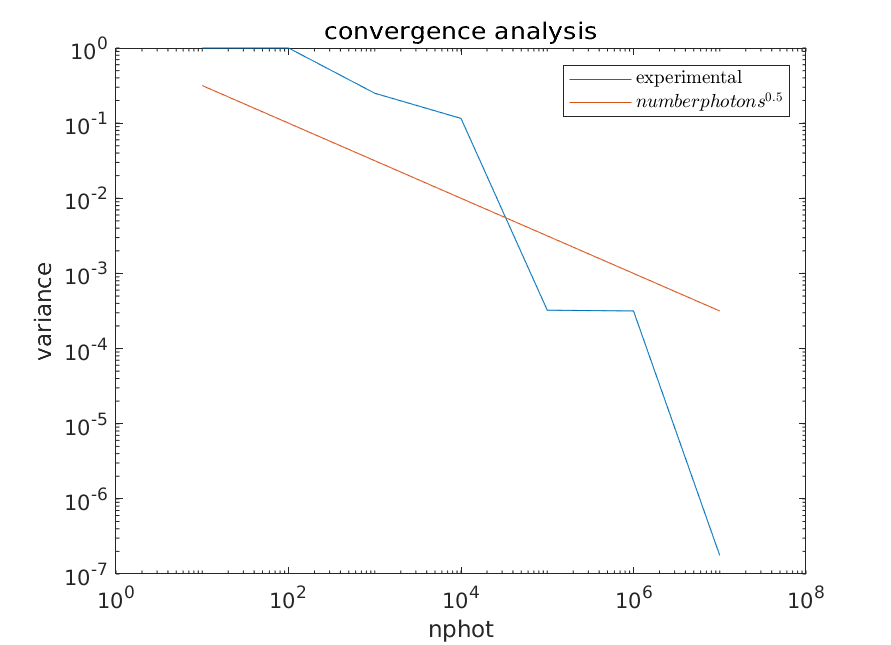 convergence analysis
experimental
numberphotons^0.5
variance
10^0
10^-1
10^-2
10^-3
10^-4
10^-5
10^-6
10^-7
10^0 10^2 10^4 10^6 10^8
nphot